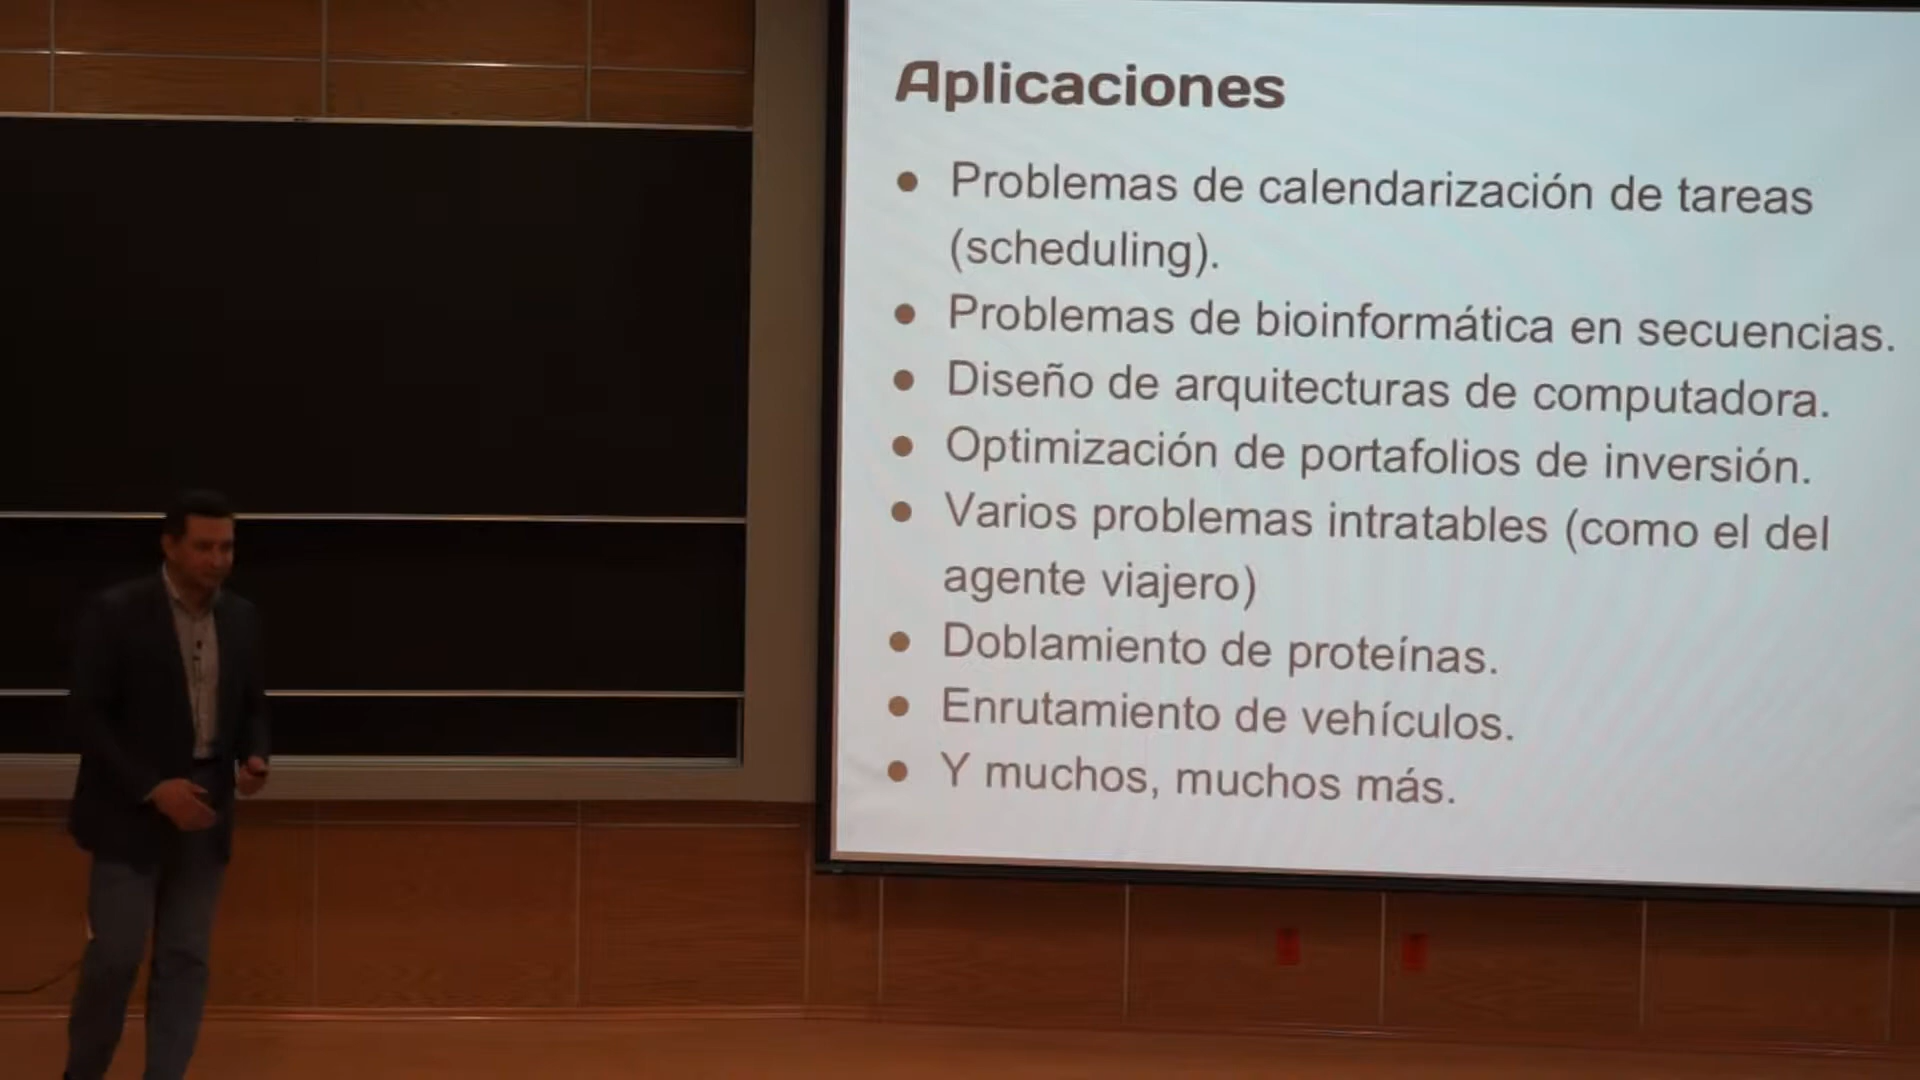 Aplicaciones
● Problemas de calendarización de tareas
(scheduling).
● Problemas de bioinformática en secuencias.
● Diseño de arquitecturas de computadora.
● Optimización de portafolios de inversión.
● Varios problemas intratables (como el del
agente viajero)
● Doblamiento de proteínas.
● Enrutamiento de vehículos.
● Y muchos, muchos más.